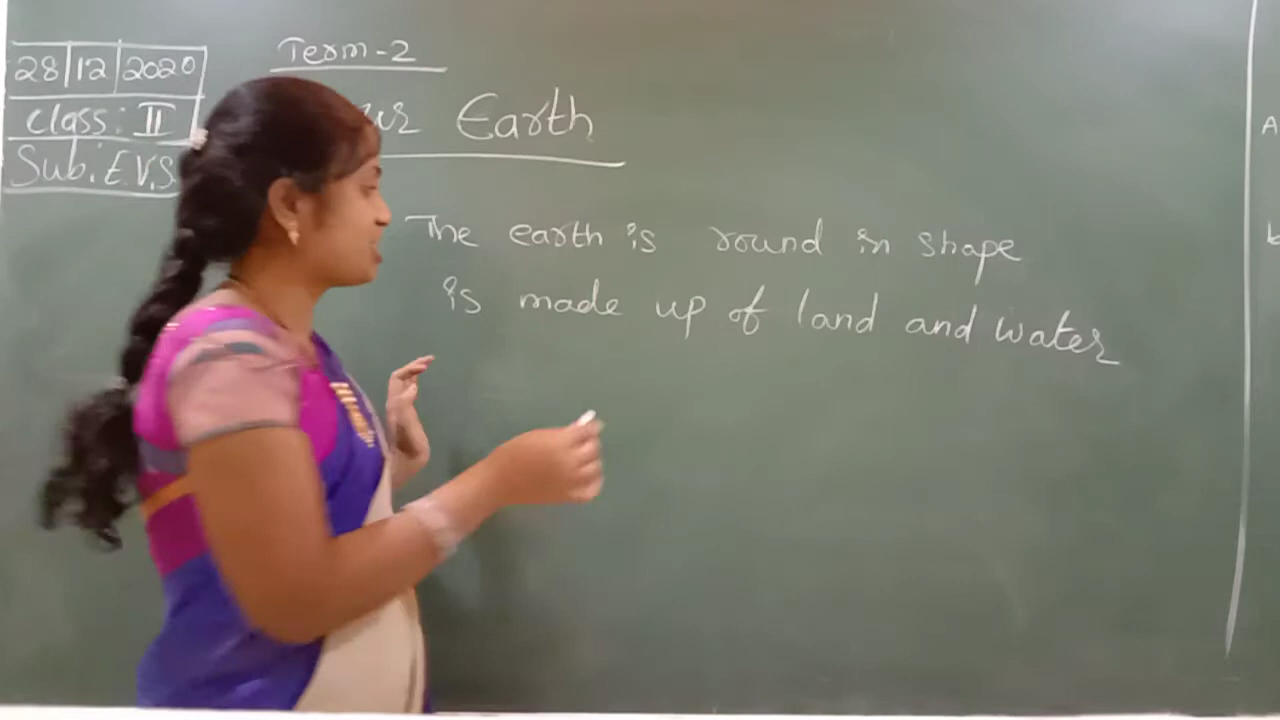 28|12|2020
class: II
Sub: E.V.S
Term-2
Earth
The earth is round in shape
is made up of land and water
A
b